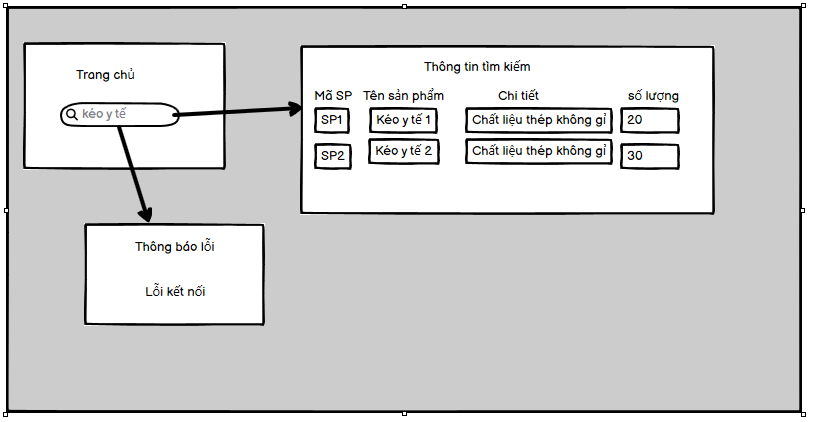 Trang chủ
kéo y tế
Thông tin tìm kiếm
Mã SP Tên sản phẩm Chi tiết số lượng
SP1 Kéo y tế 1 Chất liệu thép không gỉ 20
SP2 Kéo y tế 2 Chất liệu thép không gỉ 30
Thông báo lỗi
Lỗi kết nối